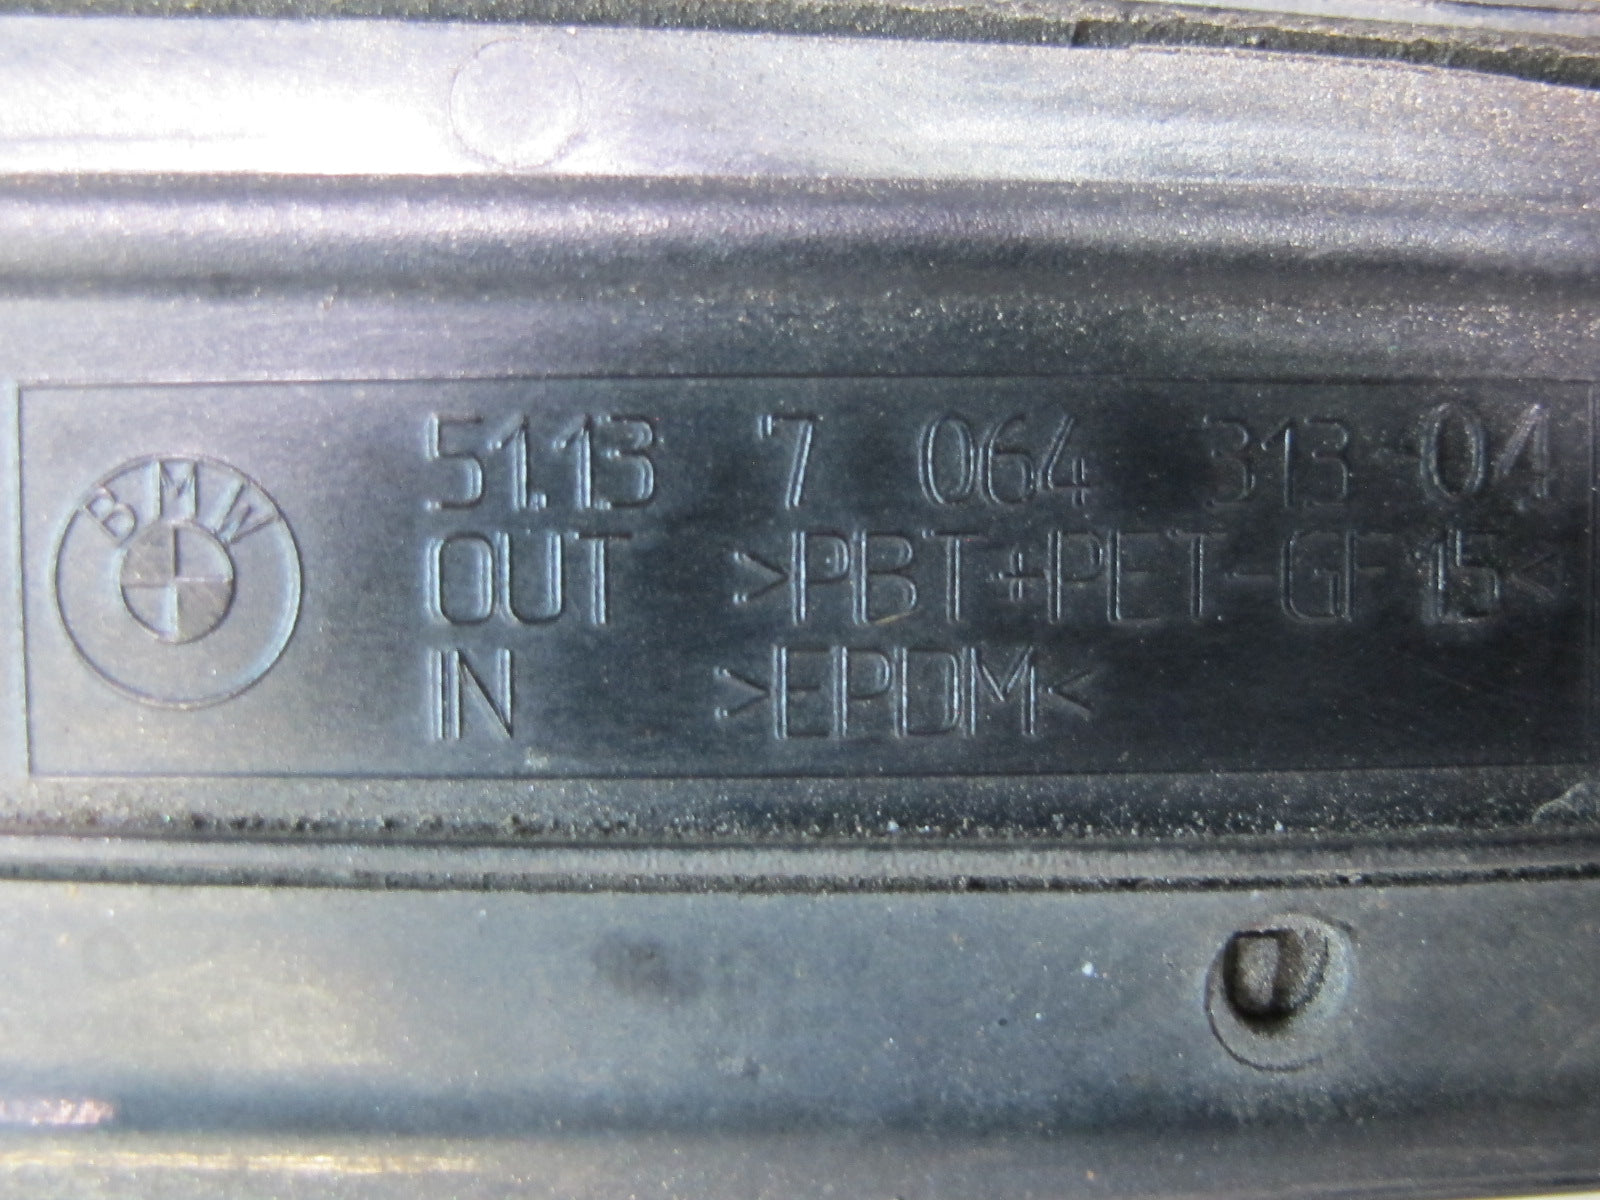 BMW
51.13 7 064 313 04
OUT >PBT+PET-GF15<
IN >EPDM<